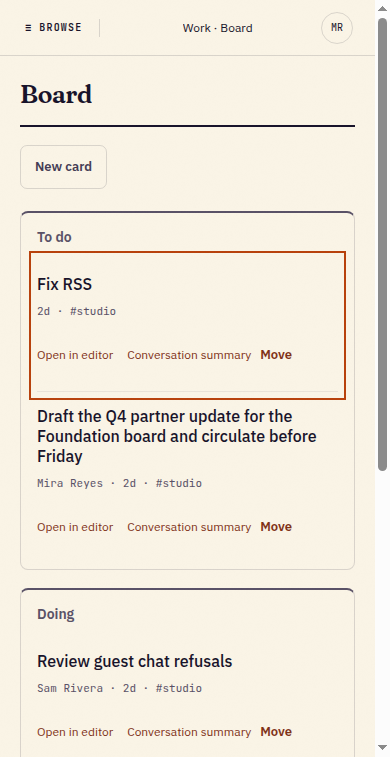 ≡ BROWSE
Work · Board
MR
Board
New card
To do
Fix RSS
2d · #studio
Open in editor Conversation summary Move
Draft the Q4 partner update for the
Foundation board and circulate before
Friday
Mira Reyes · 2d · #studio
Open in editor Conversation summary Move
Doing
Review guest chat refusals
Sam Rivera · 2d · #studio
Open in editor Conversation summary Move